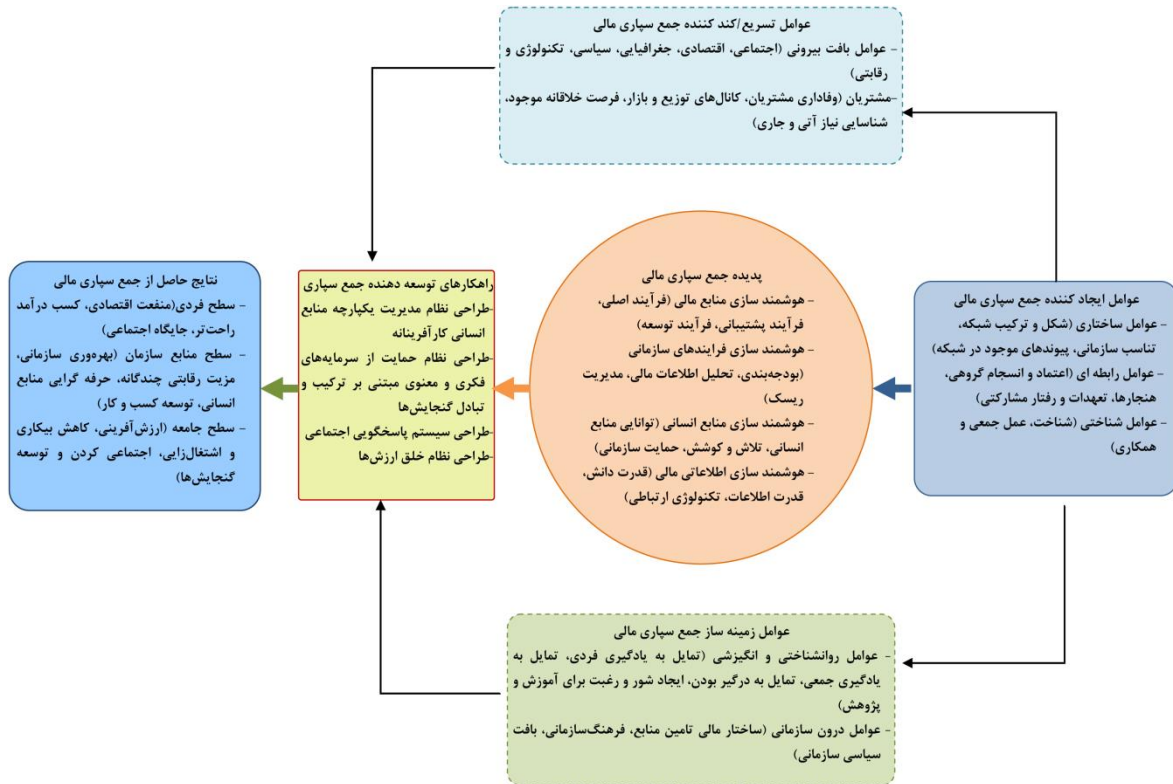 عوامل تسریع/کند کننده جمع سپاری مالی
- عوامل بافت بیرونی (اجتماعی، اقتصادی، جغرافیایی، سیاسی، تکنولوژی و
رقابتی)
-مشتریان (وفاداری مشتریان، کانال‌های توزیع و بازار، فرصت خلاقانه موجود،
شناسایی نیاز آتی و جاری)
عوامل ایجاد کننده جمع سپاری مالی
- عوامل ساختاری (شکل و ترکیب شبکه،
تناسب سازمانی، پیوندهای موجود در شبکه)
- عوامل رابطه ای (اعتماد و انسجام گروهی،
هنجارها، تعهدات و رفتار مشارکتی)
- عوامل شناختی (شناخت، عمل جمعی و
همکاری)
پدیده جمع سپاری مالی
- هوشمند سازی منابع مالی (فرآیند اصلی،
فرآیند پشتیبانی، فرآیند توسعه)
- هوشمند سازی فرایندهای سازمانی
(بودجه‌بندی، تحلیل اطلاعات مالی، مدیریت
ریسک)
- هوشمند سازی منابع انسانی (توانایی منابع
انسانی، تلاش و کوشش، حمایت سازمانی)
- هوشمند سازی اطلاعاتی مالی (قدرت دانش،
قدرت اطلاعات، تکنولوژی ارتباطی)
راهکارهای توسعه دهنده جمع سپاری
-طراحی نظام مدیریت یکپارچه منابع
انسانی کارآفرینانه
-طراحی نظام حمایت از سرمایه‌های
فکری و معنوی مبتنی بر ترکیب و
تبادل گنجایش‌ها
-طراحی سیستم پاسخگویی اجتماعی
-طراحی نظام خلق ارزش‌ها
نتایج حاصل از جمع سپاری مالی
- سطح فردی(منفعت اقتصادی، کسب درآمد
راحت‌تر، جایگاه اجتماعی)
- سطح منابع سازمان (بهره‌وری سازمانی،
مزیت رقابتی چندگانه، حرفه گرایی منابع
انسانی، توسعه کسب و کار)
- سطح جامعه (ارزش‌آفرینی، کاهش بیکاری
و اشتغال‌زایی، اجتماعی کردن و توسعه
گنجایش‌ها)
عوامل زمینه ساز جمع سپاری مالی
- عوامل روانشناختی و انگیزشی (تمایل به یادگیری فردی، تمایل به
یادگیری جمعی، تمایل به درگیر بودن، ایجاد شور و رغبت برای آموزش و
پژوهش)
- عوامل درون سازمانی (ساختار مالی تامین منابع، فرهنگ‌سازمانی، بافت
سیاسی سازمانی)